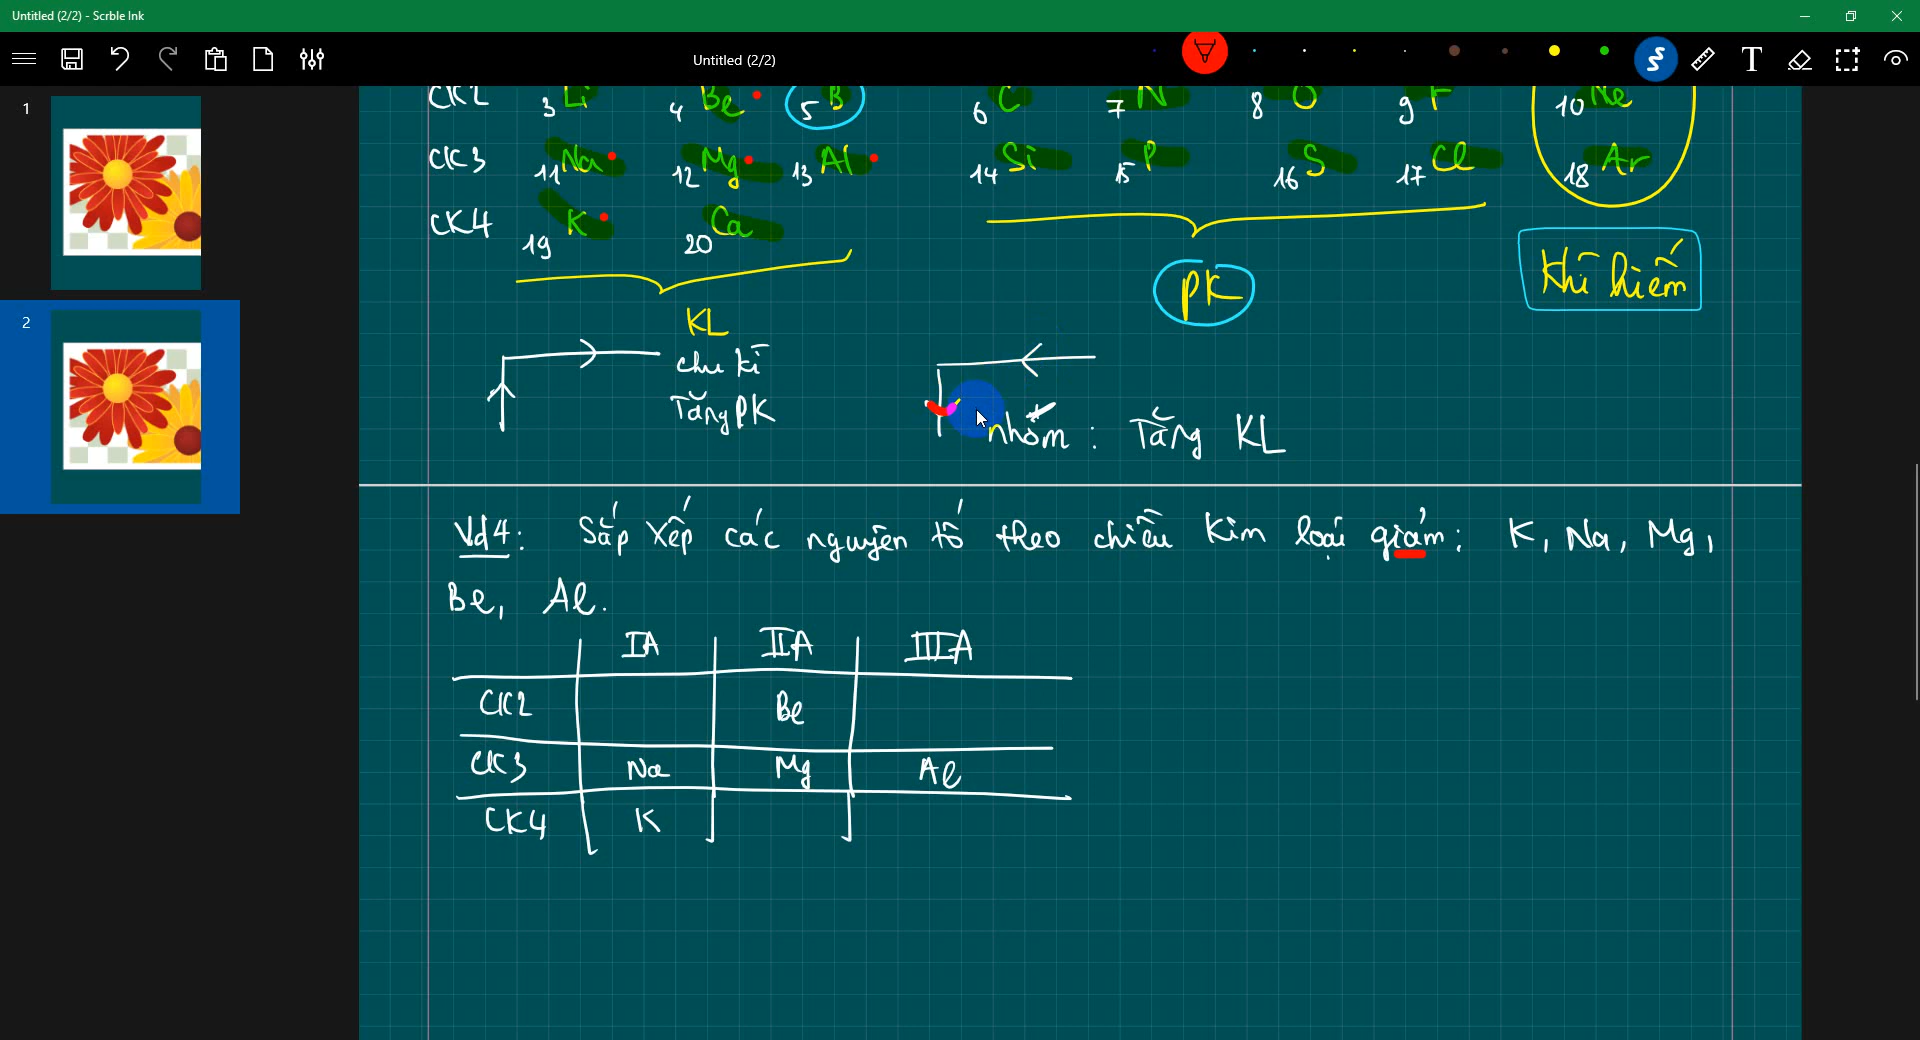 Untitled (2/2) - Scrble Ink
Untitled (2/2)
1
2
CK2 3 Li 4 Be 5 B 6 C 7 N 8 O 9 F 10 Ne
CK3 11 Na 12 Mg 13 Al 14 Si 15 P 16 S 17 Cl 18 Ar
CK4 19 K 20 Ca
KL
PK
Khí hiếm
chu kì
Tăng PK
nhóm : Tăng KL
Vd4: Sắp xếp các nguyên tố theo chiều kim loại giảm: K, Na, Mg,
Be, Al.
IA IIA IIIA
CK2 Be
CK3 Na Mg Al
CK4 K